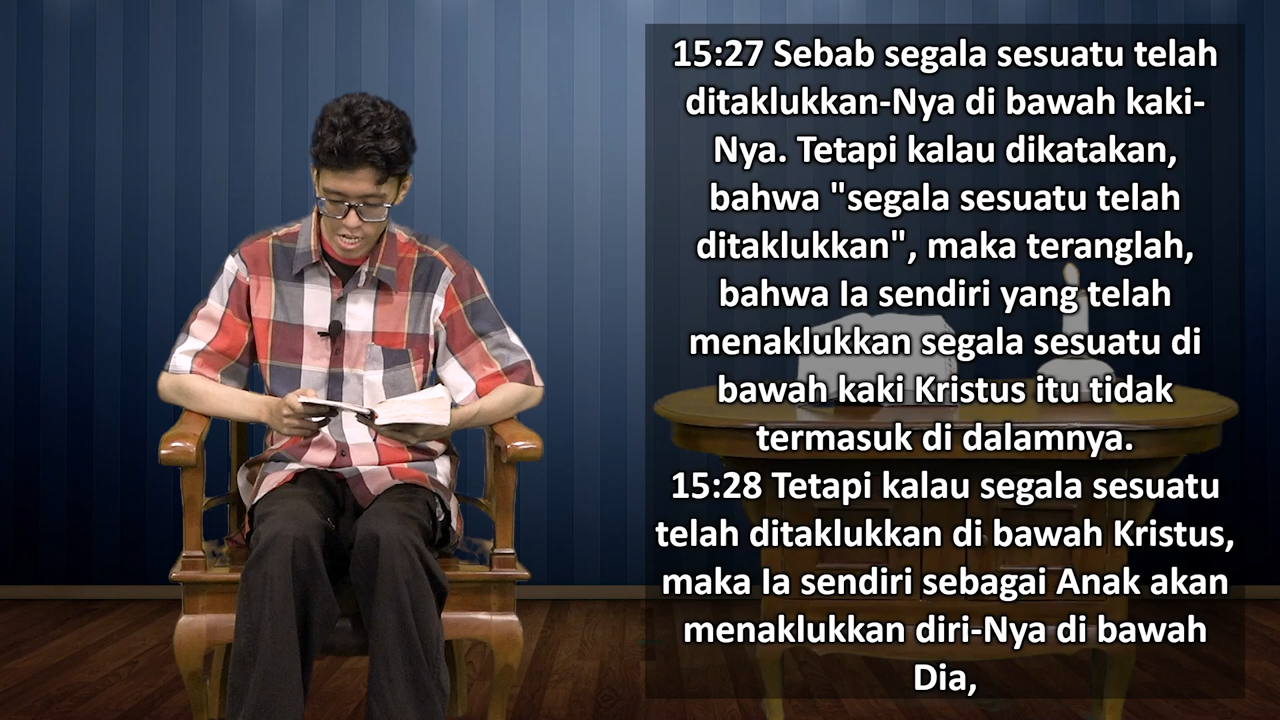 15:27 Sebab segala sesuatu telah
ditaklukkan-Nya di bawah kaki-
Nya. Tetapi kalau dikatakan,
bahwa "segala sesuatu telah
ditaklukkan", maka teranglah,
bahwa Ia sendiri yang telah
menaklukkan segala sesuatu di
bawah kaki Kristus itu tidak
termasuk di dalamnya.
15:28 Tetapi kalau segala sesuatu
telah ditaklukkan di bawah Kristus,
maka Ia sendiri sebagai Anak akan
menaklukkan diri-Nya di bawah
Dia,